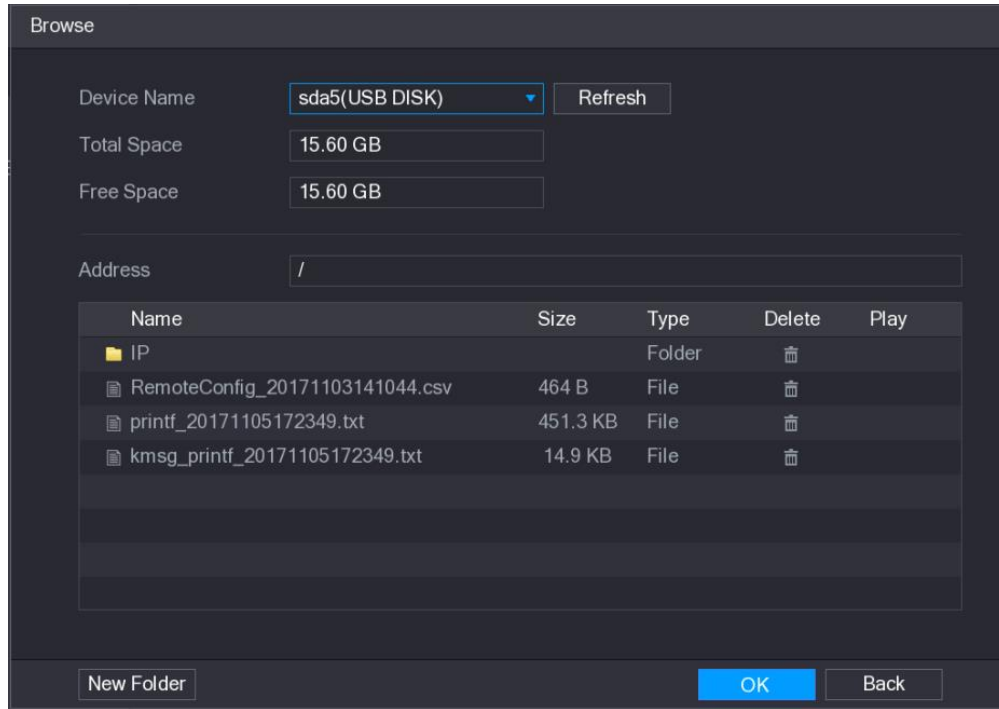 Browse
Device Name sda5(USB DISK) Refresh
Total Space 15.60 GB
Free Space 15.60 GB
Address /
Name Size Type Delete Play
IP Folder
RemoteConfig_20171103141044.csv 464 B File
printf_20171105172349.txt 451.3 KB File
kmsg_printf_20171105172349.txt 14.9 KB File
New Folder OK Back